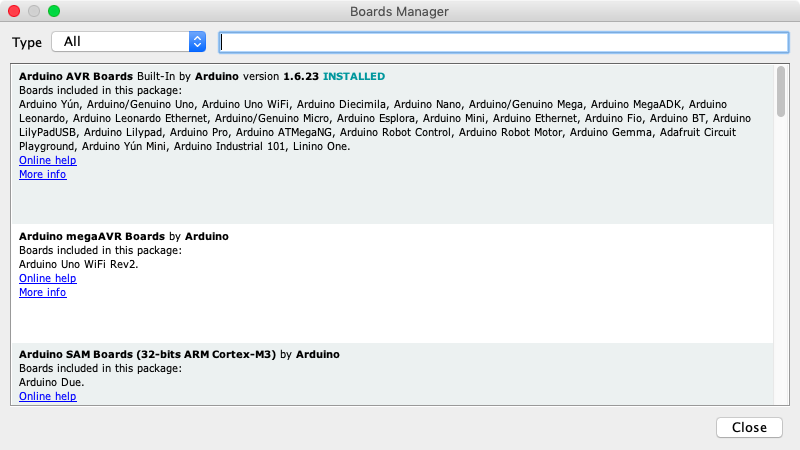 Boards Manager
Type All
Arduino AVR Boards Built-In by Arduino version 1.6.23 INSTALLED
Boards included in this package:
Arduino Yún, Arduino/Genuino Uno, Arduino Uno WiFi, Arduino Diecimila, Arduino Nano, Arduino/Genuino Mega, Arduino MegaADK, Arduino
Leonardo, Arduino Leonardo Ethernet, Arduino/Genuino Micro, Arduino Esplora, Arduino Mini, Arduino Ethernet, Arduino Fio, Arduino BT, Arduino
LilyPadUSB, Arduino Lilypad, Arduino Pro, Arduino ATMegaNG, Arduino Robot Control, Arduino Robot Motor, Arduino Gemma, Adafruit Circuit
Playground, Arduino Yún Mini, Arduino Industrial 101, Linino One.
Online help
More info
Arduino megaAVR Boards by Arduino
Boards included in this package:
Arduino Uno WiFi Rev2.
Online help
More info
Arduino SAM Boards (32-bits ARM Cortex-M3) by Arduino
Boards included in this package:
Arduino Due.
Online help
Close